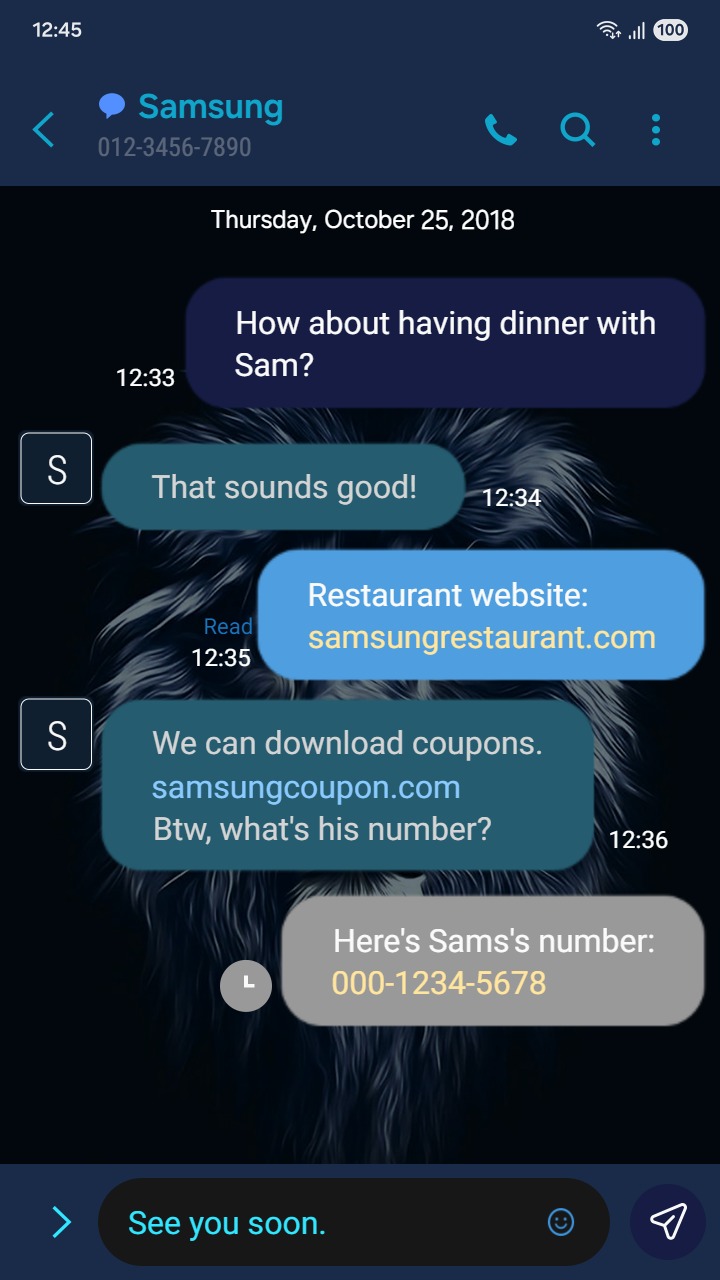 12:45
100
Samsung
012-3456-7890
Thursday, October 25, 2018
How about having dinner with
Sam?
12:33
S
That sounds good!
12:34
Restaurant website:
samsungrestaurant.com
Read
12:35
S
We can download coupons.
samsungcoupon.com
Btw, what's his number?
12:36
Here's Sams's number:
000-1234-5678
See you soon.